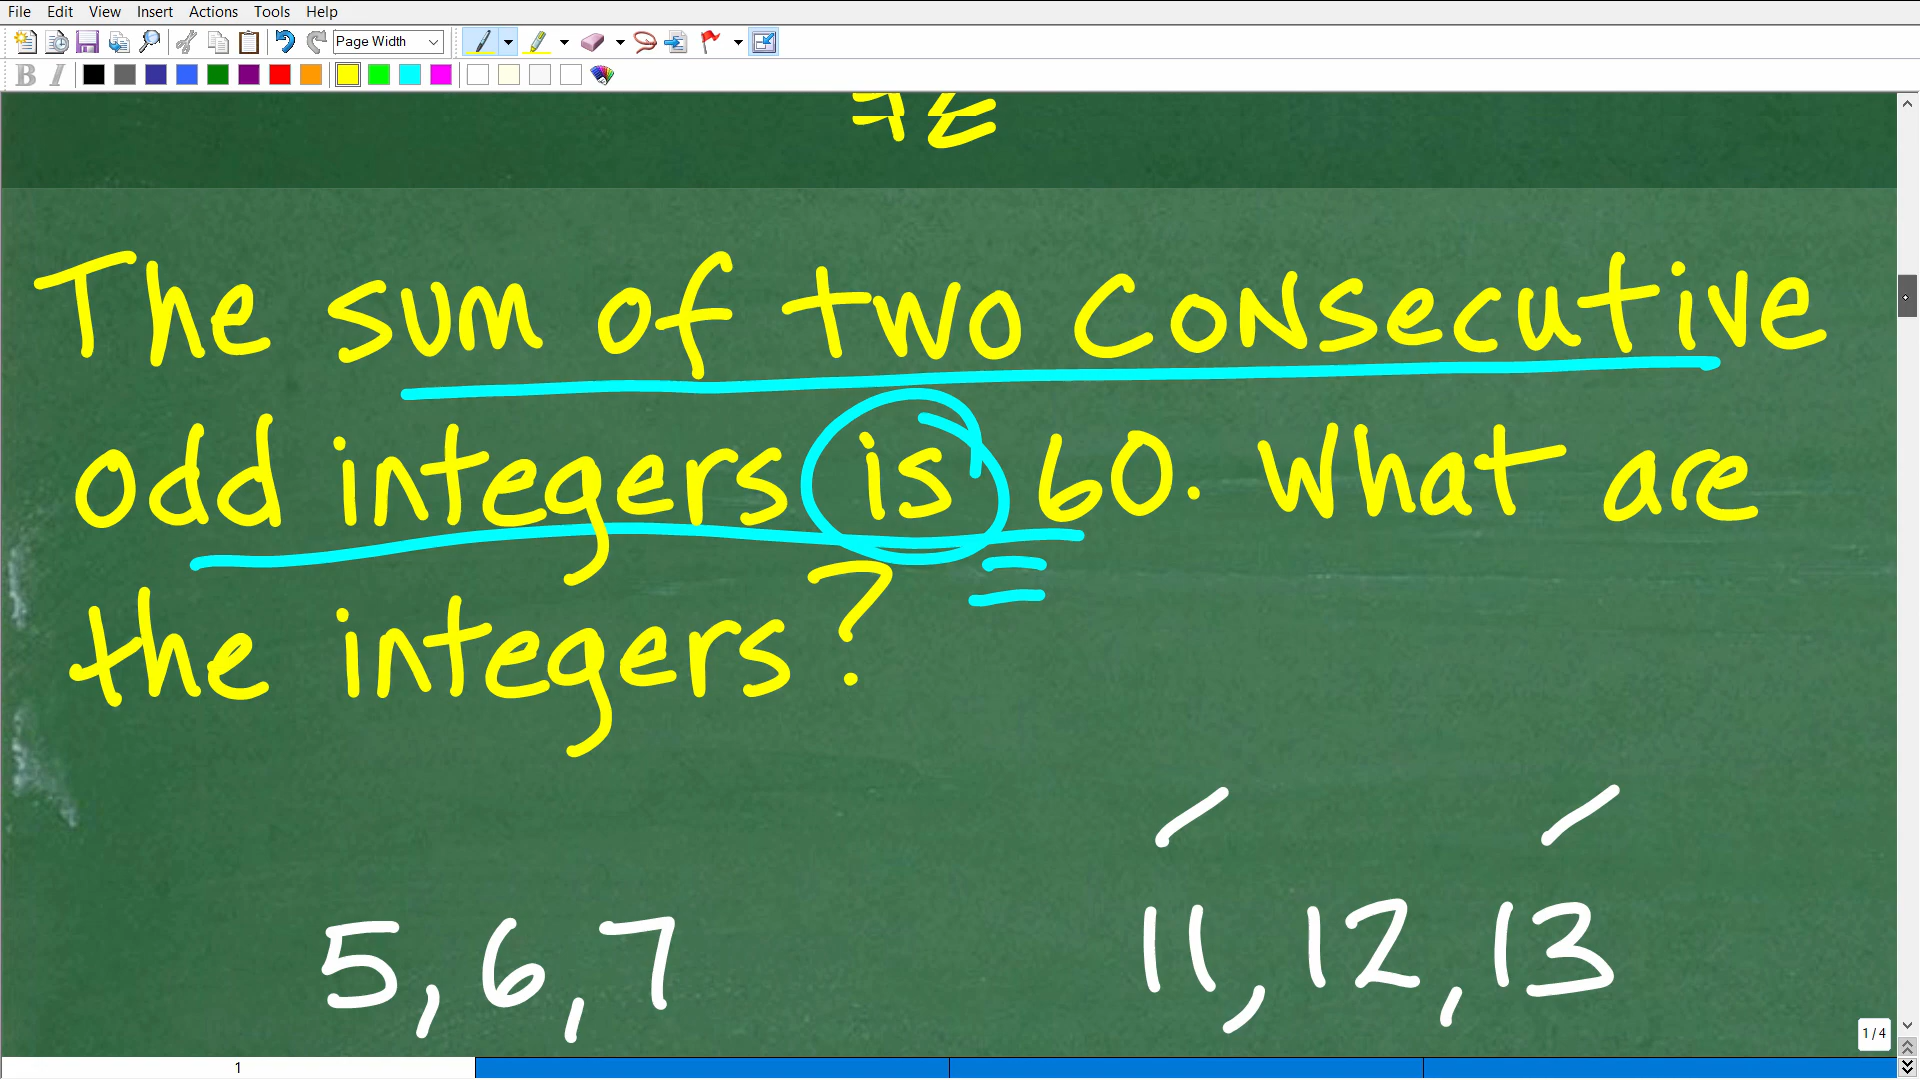 File Edit View Insert Actions Tools Help
Page Width
B I
The sum of two consecutive
odd integers is 60. What are
the integers?
5, 6, 7
11, 12, 13
1 / 4
1